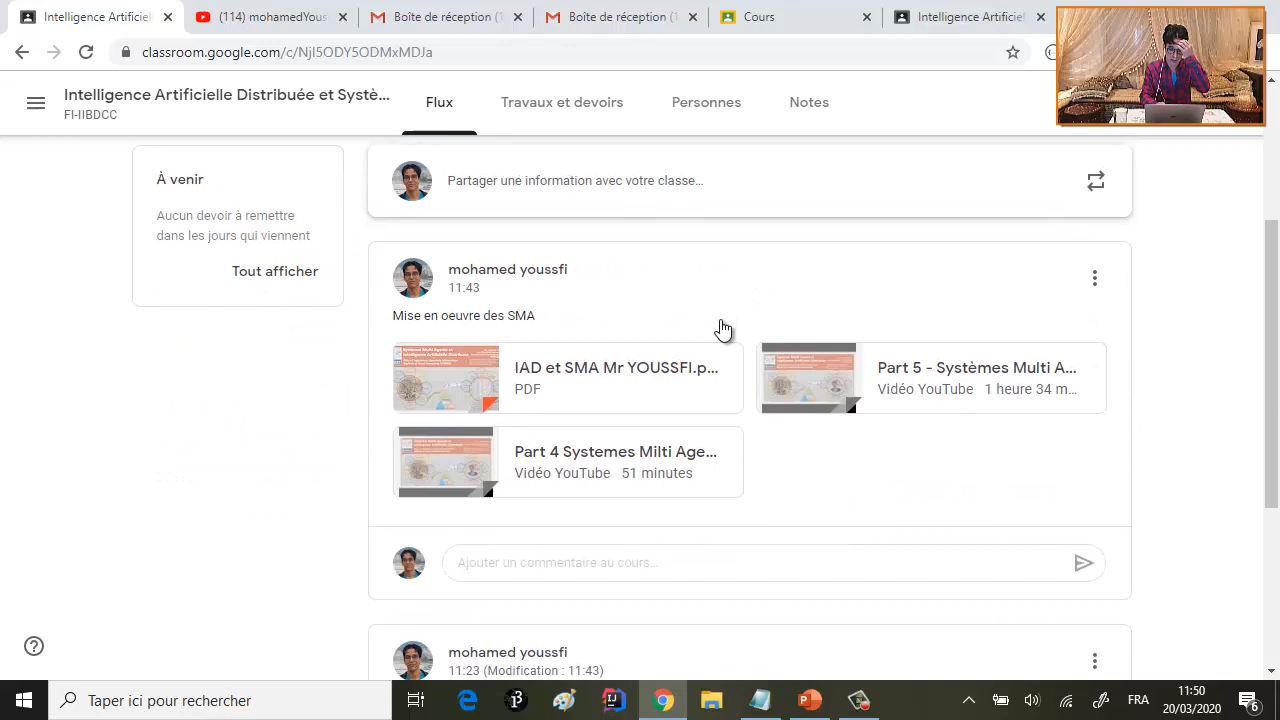 Intelligence Artificiel
(114) mohamedYous
Boîte de réception (1
Boîte de réception (
Cours
Intelligence Artificiel
classroom.google.com/c/NjI5ODY5ODMxMDJa
Intelligence Artificielle Distribuée et Systè...
FI-IIBDCC
Flux
Travaux et devoirs
Personnes
Notes
À venir
Aucun devoir à remettre
dans les jours qui viennent
Tout afficher
Partager une information avec votre classe...
mohamed youssfi
11:43
Mise en oeuvre des SMA
IAD et SMA Mr YOUSSFI.p...
PDF
Part 5 - Systèmes Multi A...
Vidéo YouTube 1 heure 34 m...
Part 4 Systemes Milti Age...
Vidéo YouTube 51 minutes
Ajouter un commentaire au cours...
mohamed youssfi
11:23 (Modification : 11:43)
Taper ici pour rechercher
FRA
11:50
20/03/2020
6